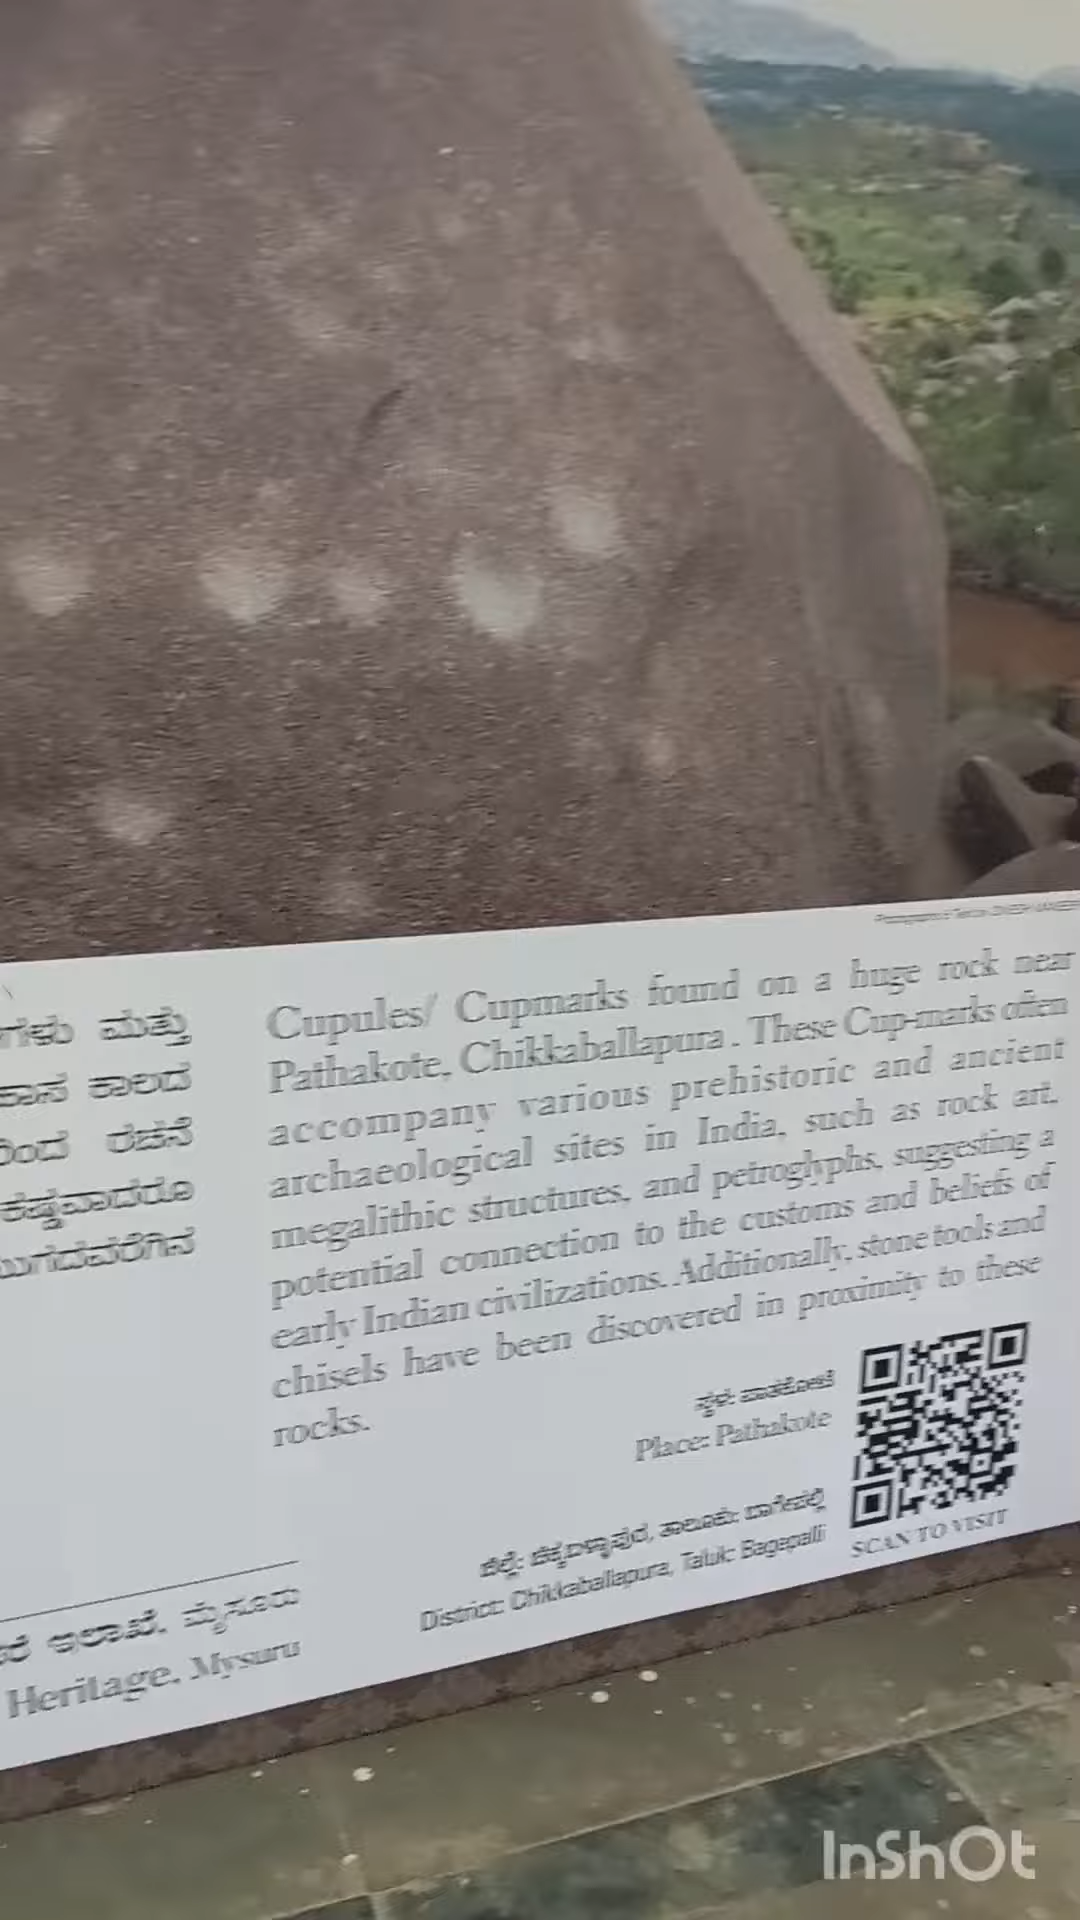 ಗಳು ಮತ್ತು
ಕಾಲದ
ರಿಂದ ರಚನೆ
ಕಷ್ಟವಾದರೂ
ಯುಗದವರೆಗಿನ
Cupules/ Cupmarks found on a huge rock near
Pathakote, Chikkaballapura. These Cup-marks often
accompany various prehistoric and ancient
archaeological sites in India, such as rock art,
megalithic structures, and petroglyphs, suggesting a
potential connection to the customs and beliefs of
early Indian civilizations. Additionally, stone tools and
chisels have been discovered in proximity to these
rocks.
ಸ್ಥಳ: ಪಾತಕೋಟೆ
Place: Pathakote
ಜಿಲ್ಲೆ: ಚಿಕ್ಕಬಳ್ಳಾಪುರ, ತಾಲೂಕು: ಬಾಗೇಪಲ್ಲಿ
District: Chikkaballapura, Taluk: Bagepalli
SCAN TO VISIT
ಇಲಾಖೆ, ಮೈಸೂರು
Heritage, Mysuru
InShOt